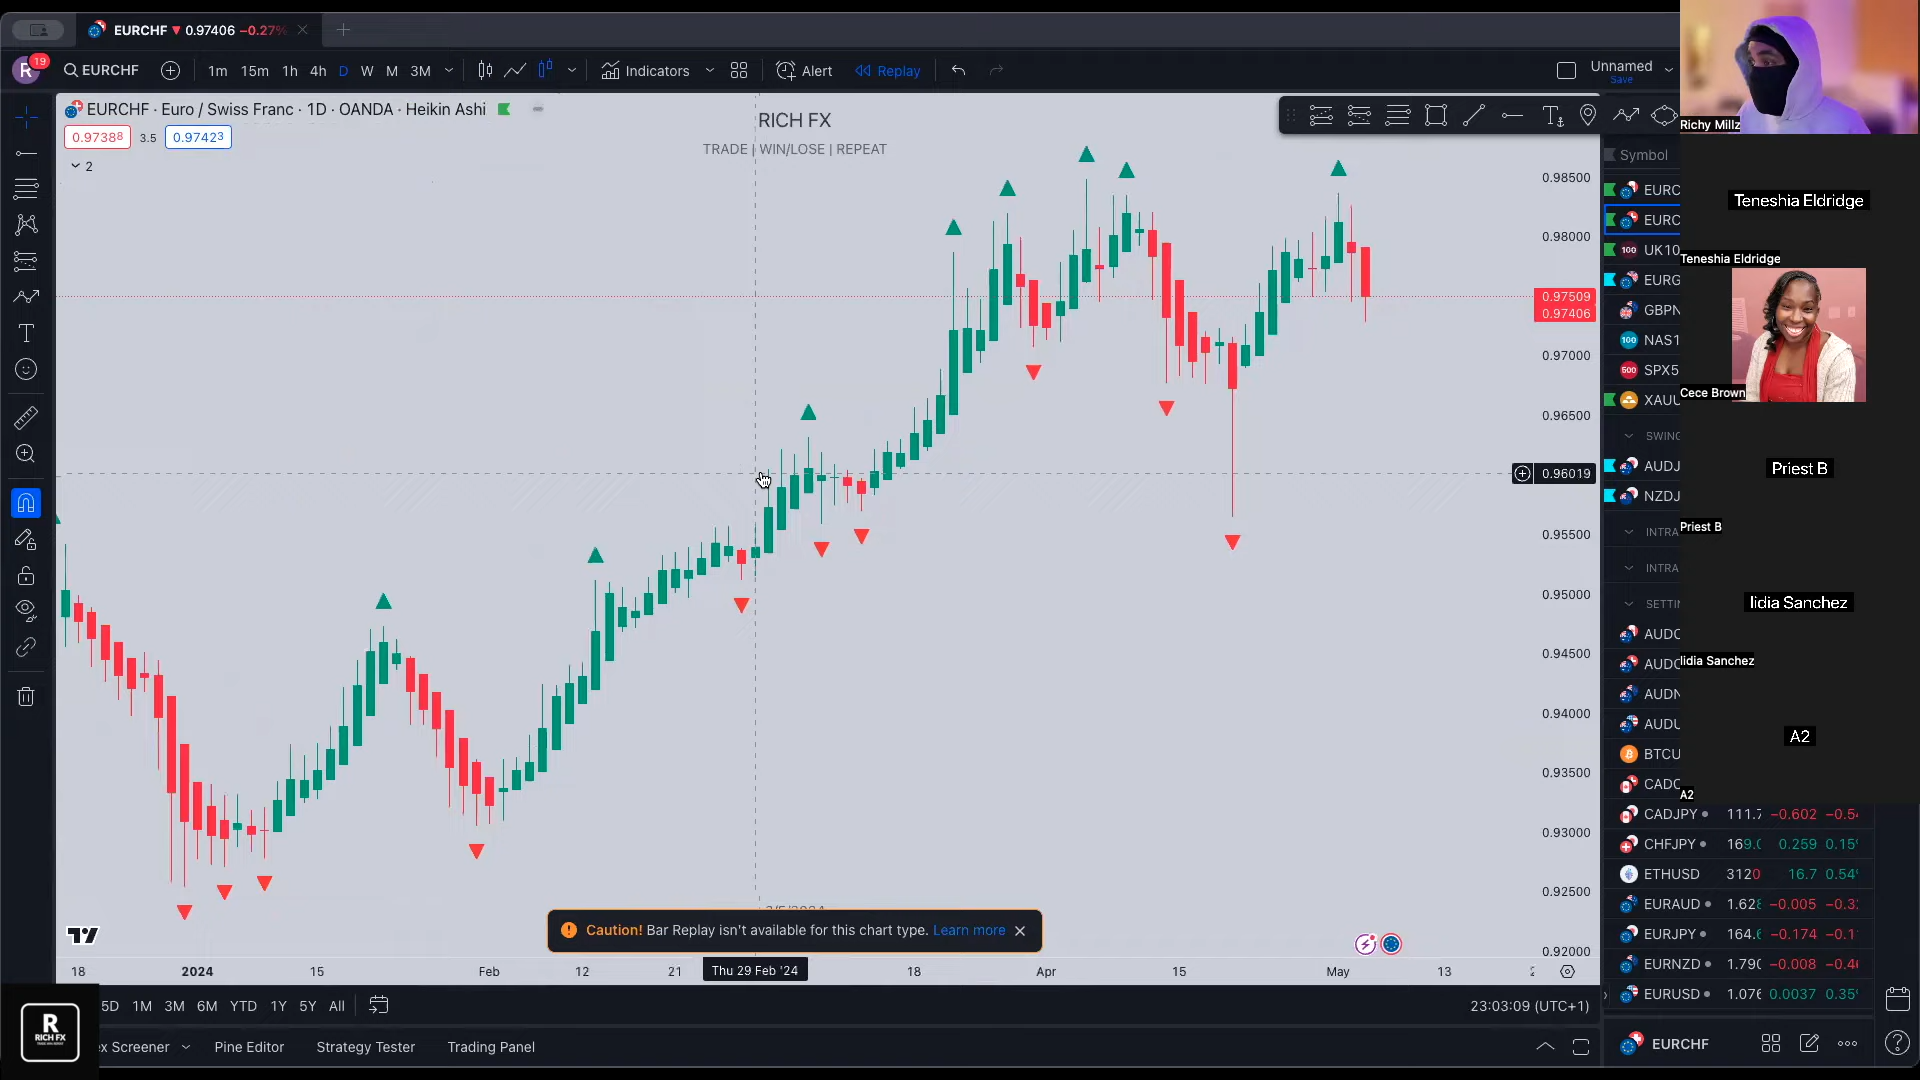 EURCHF 0.97406 −0.27%
R 19 EURCHF 1m 15m 1h 4h D W M 3M Indicators Alert Replay Unnamed
Save
EURCHF · Euro / Swiss Franc · 1D · OANDA · Heikin Ashi
0.97388 3.5 0.97423
2
RICH FX
TRADE | WIN/LOSE | REPEAT
0.98500
0.98000
0.97509
0.97406
0.97000
0.96500
0.96019
0.95500
0.95000
0.94500
0.94000
0.93500
0.93000
0.92500
0.92000
Caution! Bar Replay isn't available for this chart type. Learn more
18 2024 15 Feb 12 21 Thu 29 Feb '24 18 Apr 15 May 13
5D 1M 3M 6M YTD 1Y 5Y All 23:03:09 (UTC+1)
ex Screener Pine Editor Strategy Tester Trading Panel
R
RICH FX
Symbol
EURC
EURC
100 UK10
EURG
GBPN
100 NAS1
500 SPX5
XAUU
SWING
AUDJ
NZDJ
INTRA
INTRA
SETTIN
AUDC
AUDC
AUDN
AUDU
BTCU
CADC
CADJPY 111.7 −0.602 −0.5
CHFJPY 169.0 0.259 0.15
ETHUSD 3120 16.7 0.54
EURAUD 1.628 −0.005 −0.3
EURJPY 164.6 −0.174 −0.1
EURNZD 1.790 −0.008 −0.4
EURUSD 1.076 0.0037 0.35
EURCHF
Richy Millz
Teneshia Eldridge
Teneshia Eldridge
Cece Brown
Priest B
Priest B
lidia Sanchez
lidia Sanchez
A2
A2